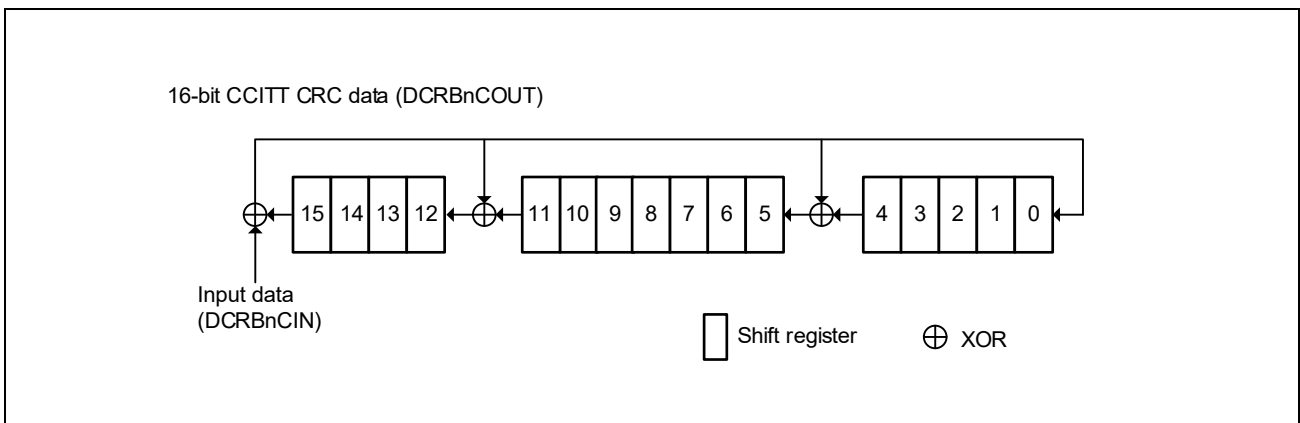 16-bit CCITT CRC data (DCRBnCOUT)
15 14 13 12 11 10 9 8 7 6 5 4 3 2 1 0
Input data
(DCRBnCIN)
Shift register
XOR